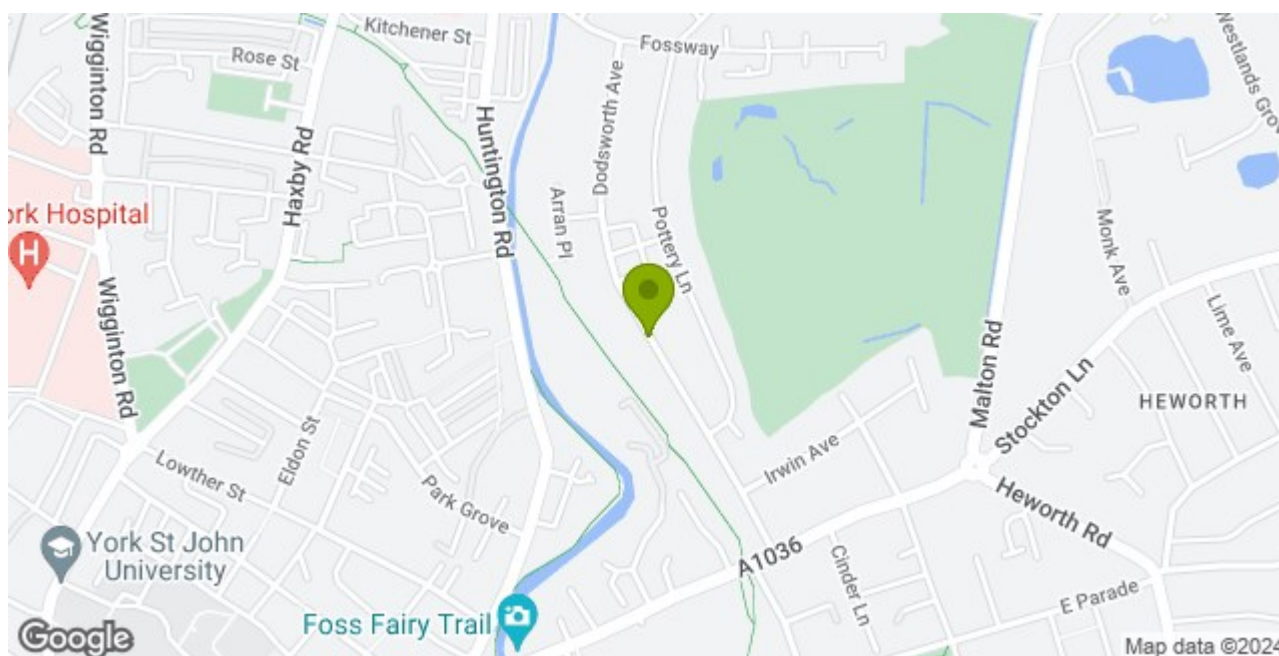 Wigginton Rd
Kitchener St
Rose St
Haxby Rd
Huntington Rd
Fossway
Dodsworth Ave
Arran Pl
Pottery Ln
Westlands Gro
Monk Ave
Lime Ave
Malton Rd
Stockton Ln
HEWORTH
ork Hospital
H
Wigginton Rd
Eldon St
Lowther St
Park Grove
Irwin Ave
Heworth Rd
A1036
Cinder Ln
E Parade
York St John
University
Foss Fairy Trail
Google
Map data ©2024